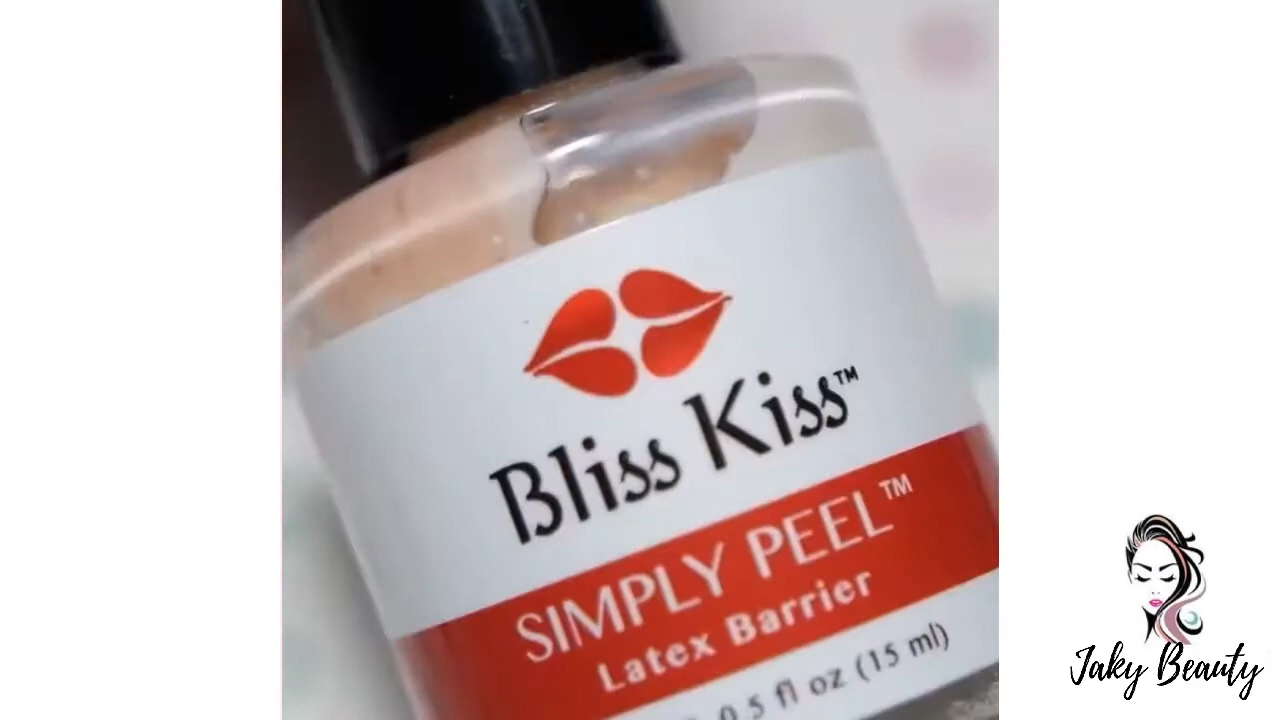 Bliss Kiss™
SIMPLY PEEL™
Latex Barrier
0.5 fl oz (15 ml)
Jaky Beauty